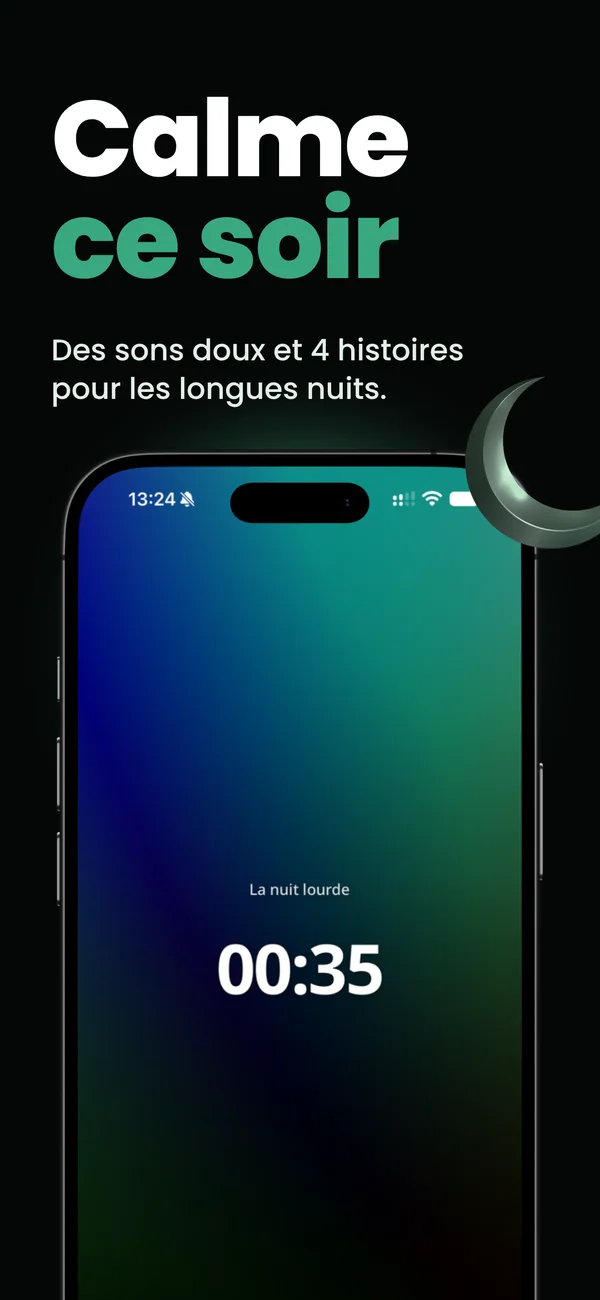 Calme
ce soir
Des sons doux et 4 histoires
pour les longues nuits.
13:24
La nuit lourde
00:35